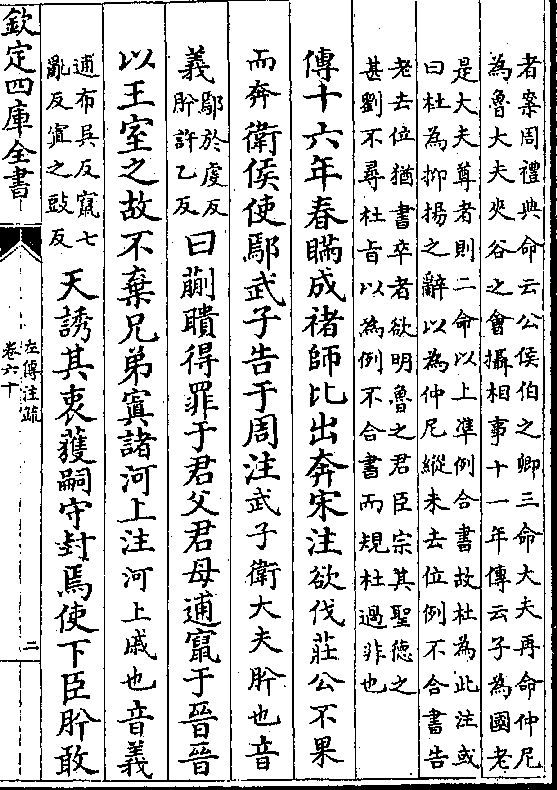 者案周禮典命云公侯伯之卿三命大夫再命仲尼
為魯大夫夾谷之會攝相事十一年傳云子為國老
是大夫尊者則二命以上準例合書故杜為此注或
曰杜為抑揚之辭以為仲尼縱未去位例不合書告
老去位猶書卒者欲明魯之君臣宗其聖德之
甚劉不尋杜旨以為例不合書而規杜過非也
傳十六年春瞞成褚師比出奔宋注欲伐莊公不果
而奔衛侯使鄢武子告于周注武子衛大夫肸也音
義鄢於虔反
肸許乙反
曰蒯聵得罪于君父君母逋竄于晉晉
以王室之故不棄兄弟寘諸河上注河上戚也音義
逋布吳反竄七
亂反寘之豉反
天誘其衷獲嗣守封焉使下臣肸敢
欽定四庫全書
左傳注疏
卷六十
二